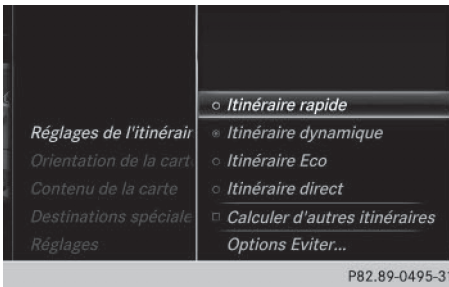 Itinéraire rapide
Réglages de l'itinérair
Itinéraire dynamique
Orientation de la cart
Itinéraire Eco
Contenu de la carte
Itinéraire direct
Destinations spéciale
Calculer d'autres itinéraires
Réglages
Options Eviter...
P82.89-0495-31